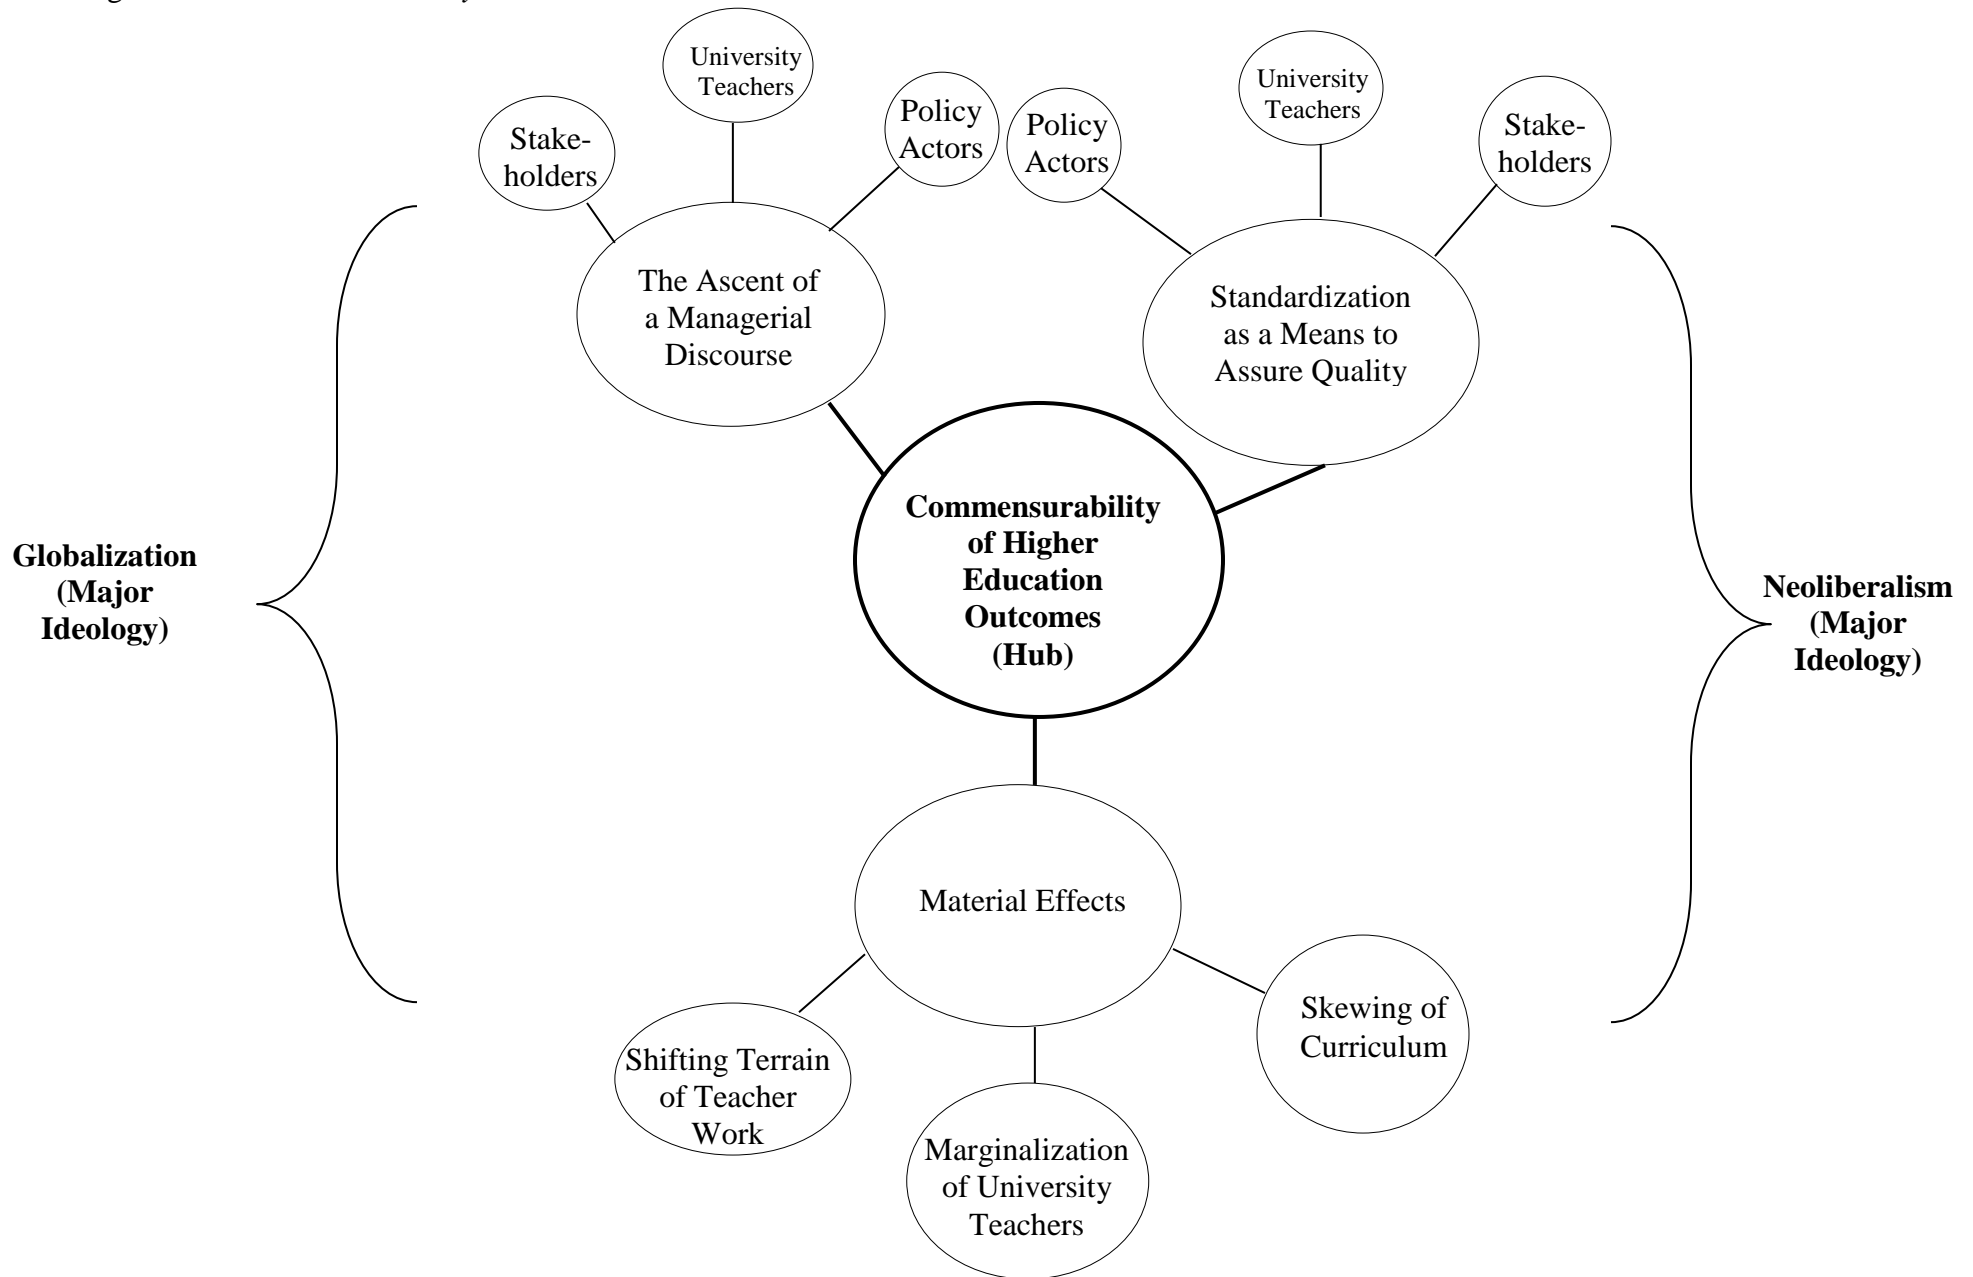 University
Teachers
Stake-
holders
Policy
Actors
Policy
Actors
University
Teachers
Stake-
holders
The Ascent of
a Managerial
Discourse
Standardization
as a Means to
Assure Quality
Globalization
(Major
Ideology)
Commensurability
of Higher
Education
Outcomes
(Hub)
Neoliberalism
(Major
Ideology)
Material Effects
Shifting Terrain
of Teacher
Work
Marginalization
of University
Teachers
Skewing of
Curriculum